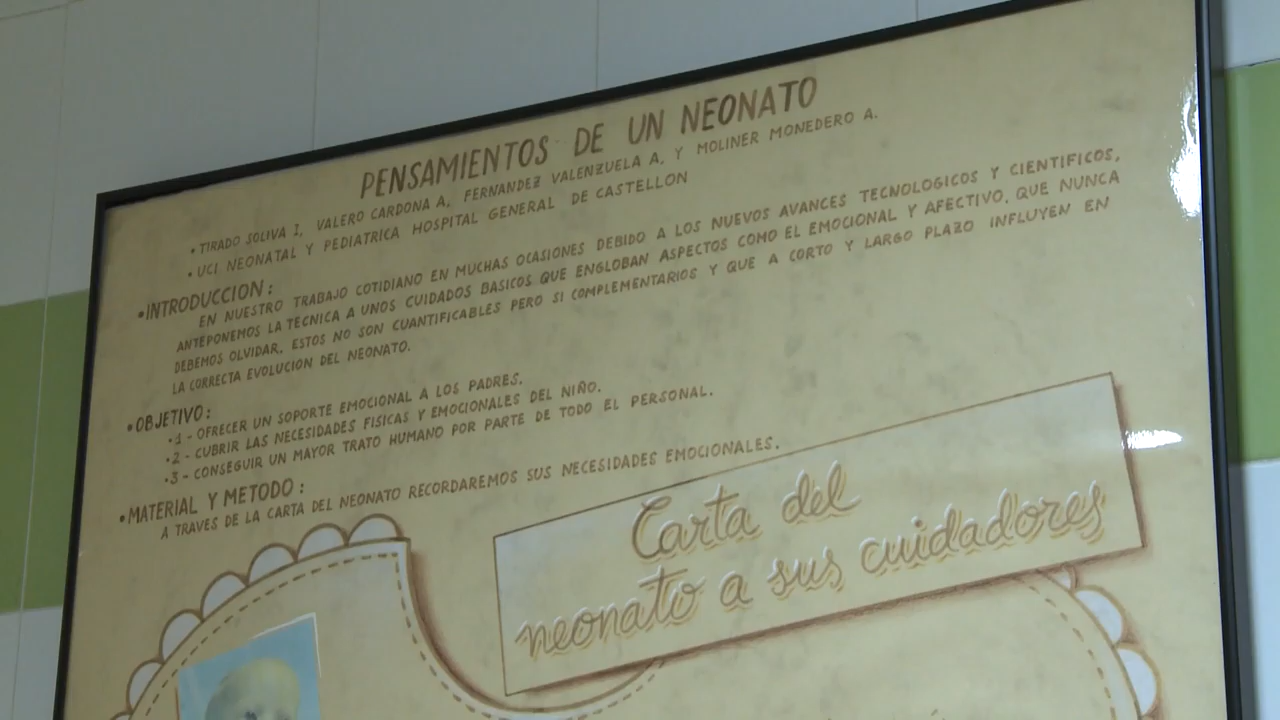 PENSAMIENTOS DE UN NEONATO
• TIRADO SOLIVA I, VALERO CARDONA A, FERNANDEZ VALENZUELA A, Y MOLINER MONEDERO A.
• UCI NEONATAL Y PEDIATRICA HOSPITAL GENERAL DE CASTELLON
• INTRODUCCION:
EN NUESTRO TRABAJO COTIDIANO EN MUCHAS OCASIONES DEBIDO A LOS NUEVOS AVANCES TECNOLOGICOS Y CIENTIFICOS,
ANTEPONEMOS LA TECNICA A UNOS CUIDADOS BASICOS QUE ENGLOBAN ASPECTOS COMO EL EMOCIONAL Y AFECTIVO, QUE NUNCA
DEBEMOS OLVIDAR. ESTOS NO SON CUANTIFICABLES PERO SI COMPLEMENTARIOS Y QUE A CORTO Y LARGO PLAZO INFLUYEN EN
LA CORRECTA EVOLUCION DEL NEONATO.
• OBJETIVO:
• 1 - OFRECER UN SOPORTE EMOCIONAL A LOS PADRES.
• 2 - CUBRIR LAS NECESIDADES FISICAS Y EMOCIONALES DEL NIÑO.
• 3 - CONSEGUIR UN MAYOR TRATO HUMANO POR PARTE DE TODO EL PERSONAL.
• MATERIAL Y METODO:
A TRAVES DE LA CARTA DEL NEONATO RECORDAREMOS SUS NECESIDADES EMOCIONALES.
Carta del
neonato a sus cuidadores